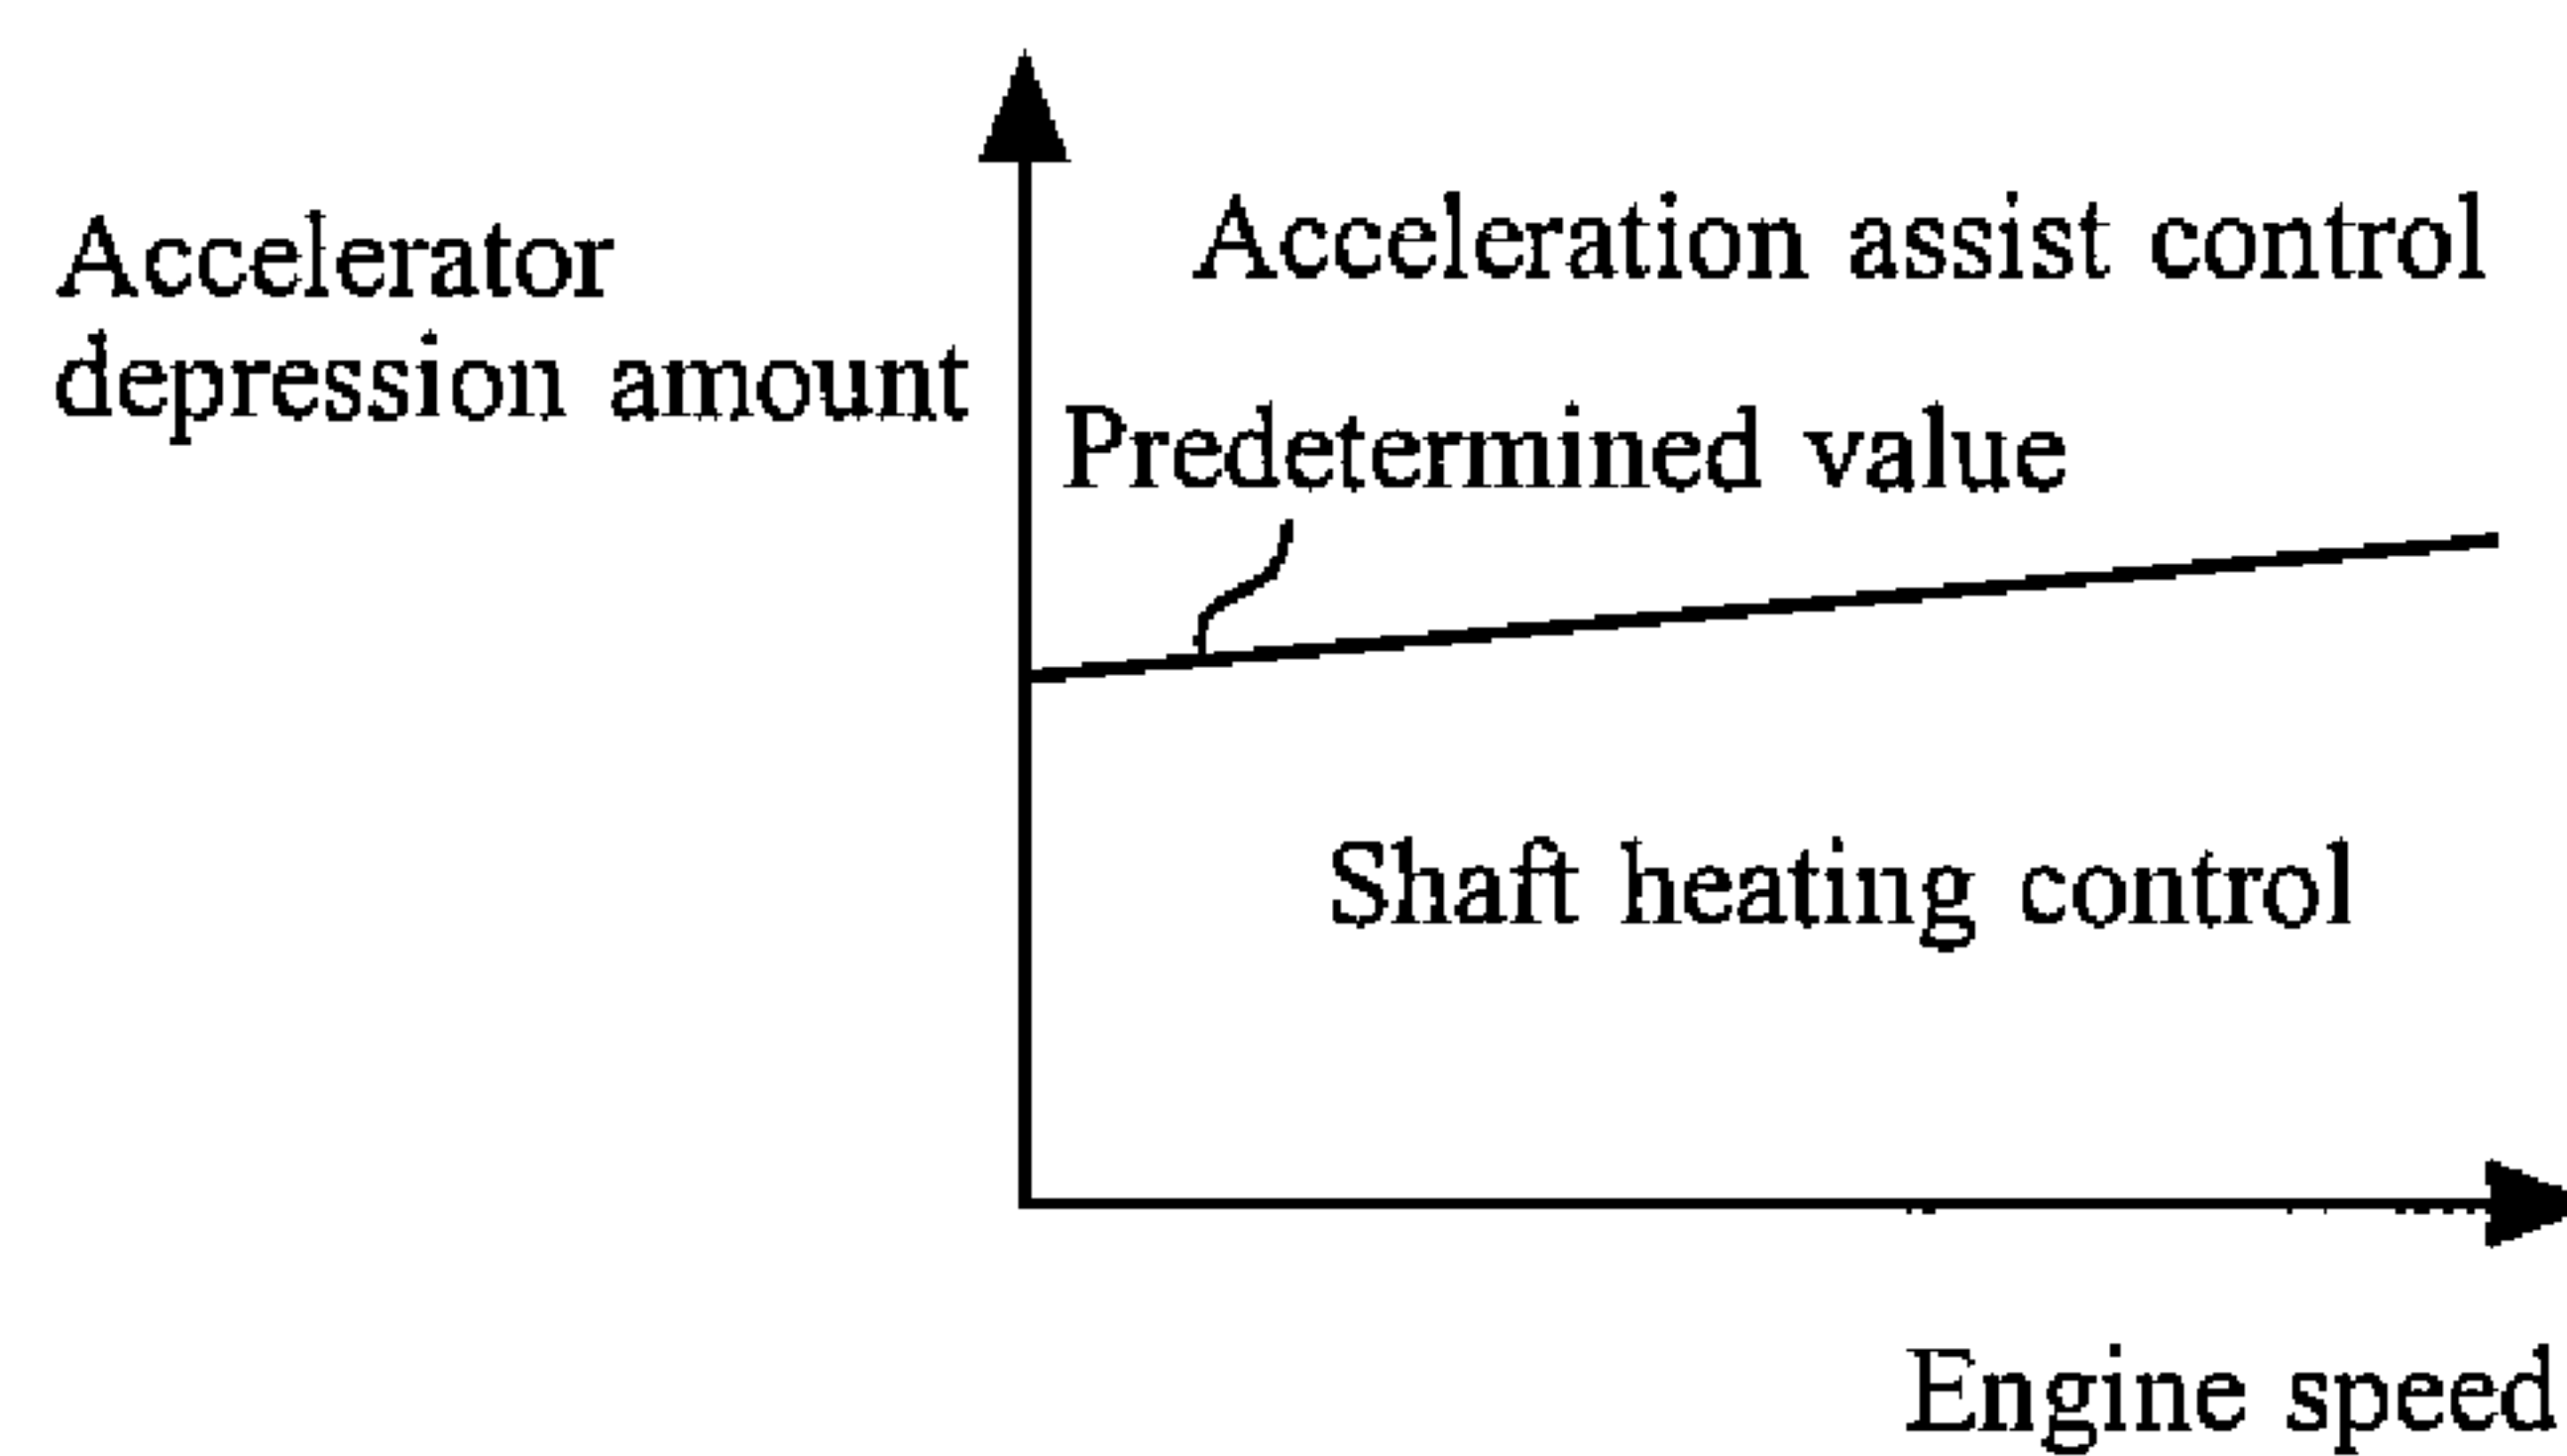 Accelerator
depression amount
Acceleration assist control
Predetermined value
Shaft heating control
Engine speed